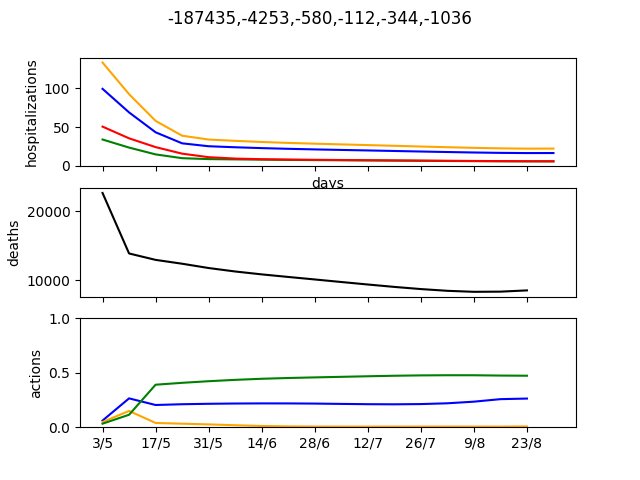 -187435,-4253,-580,-112,-344,-1036
hospitalizations
100
50
0
days
deaths
20000
10000
actions
1.0
0.5
0.0
3/5 17/5 31/5 14/6 28/6 12/7 26/7 9/8 23/8